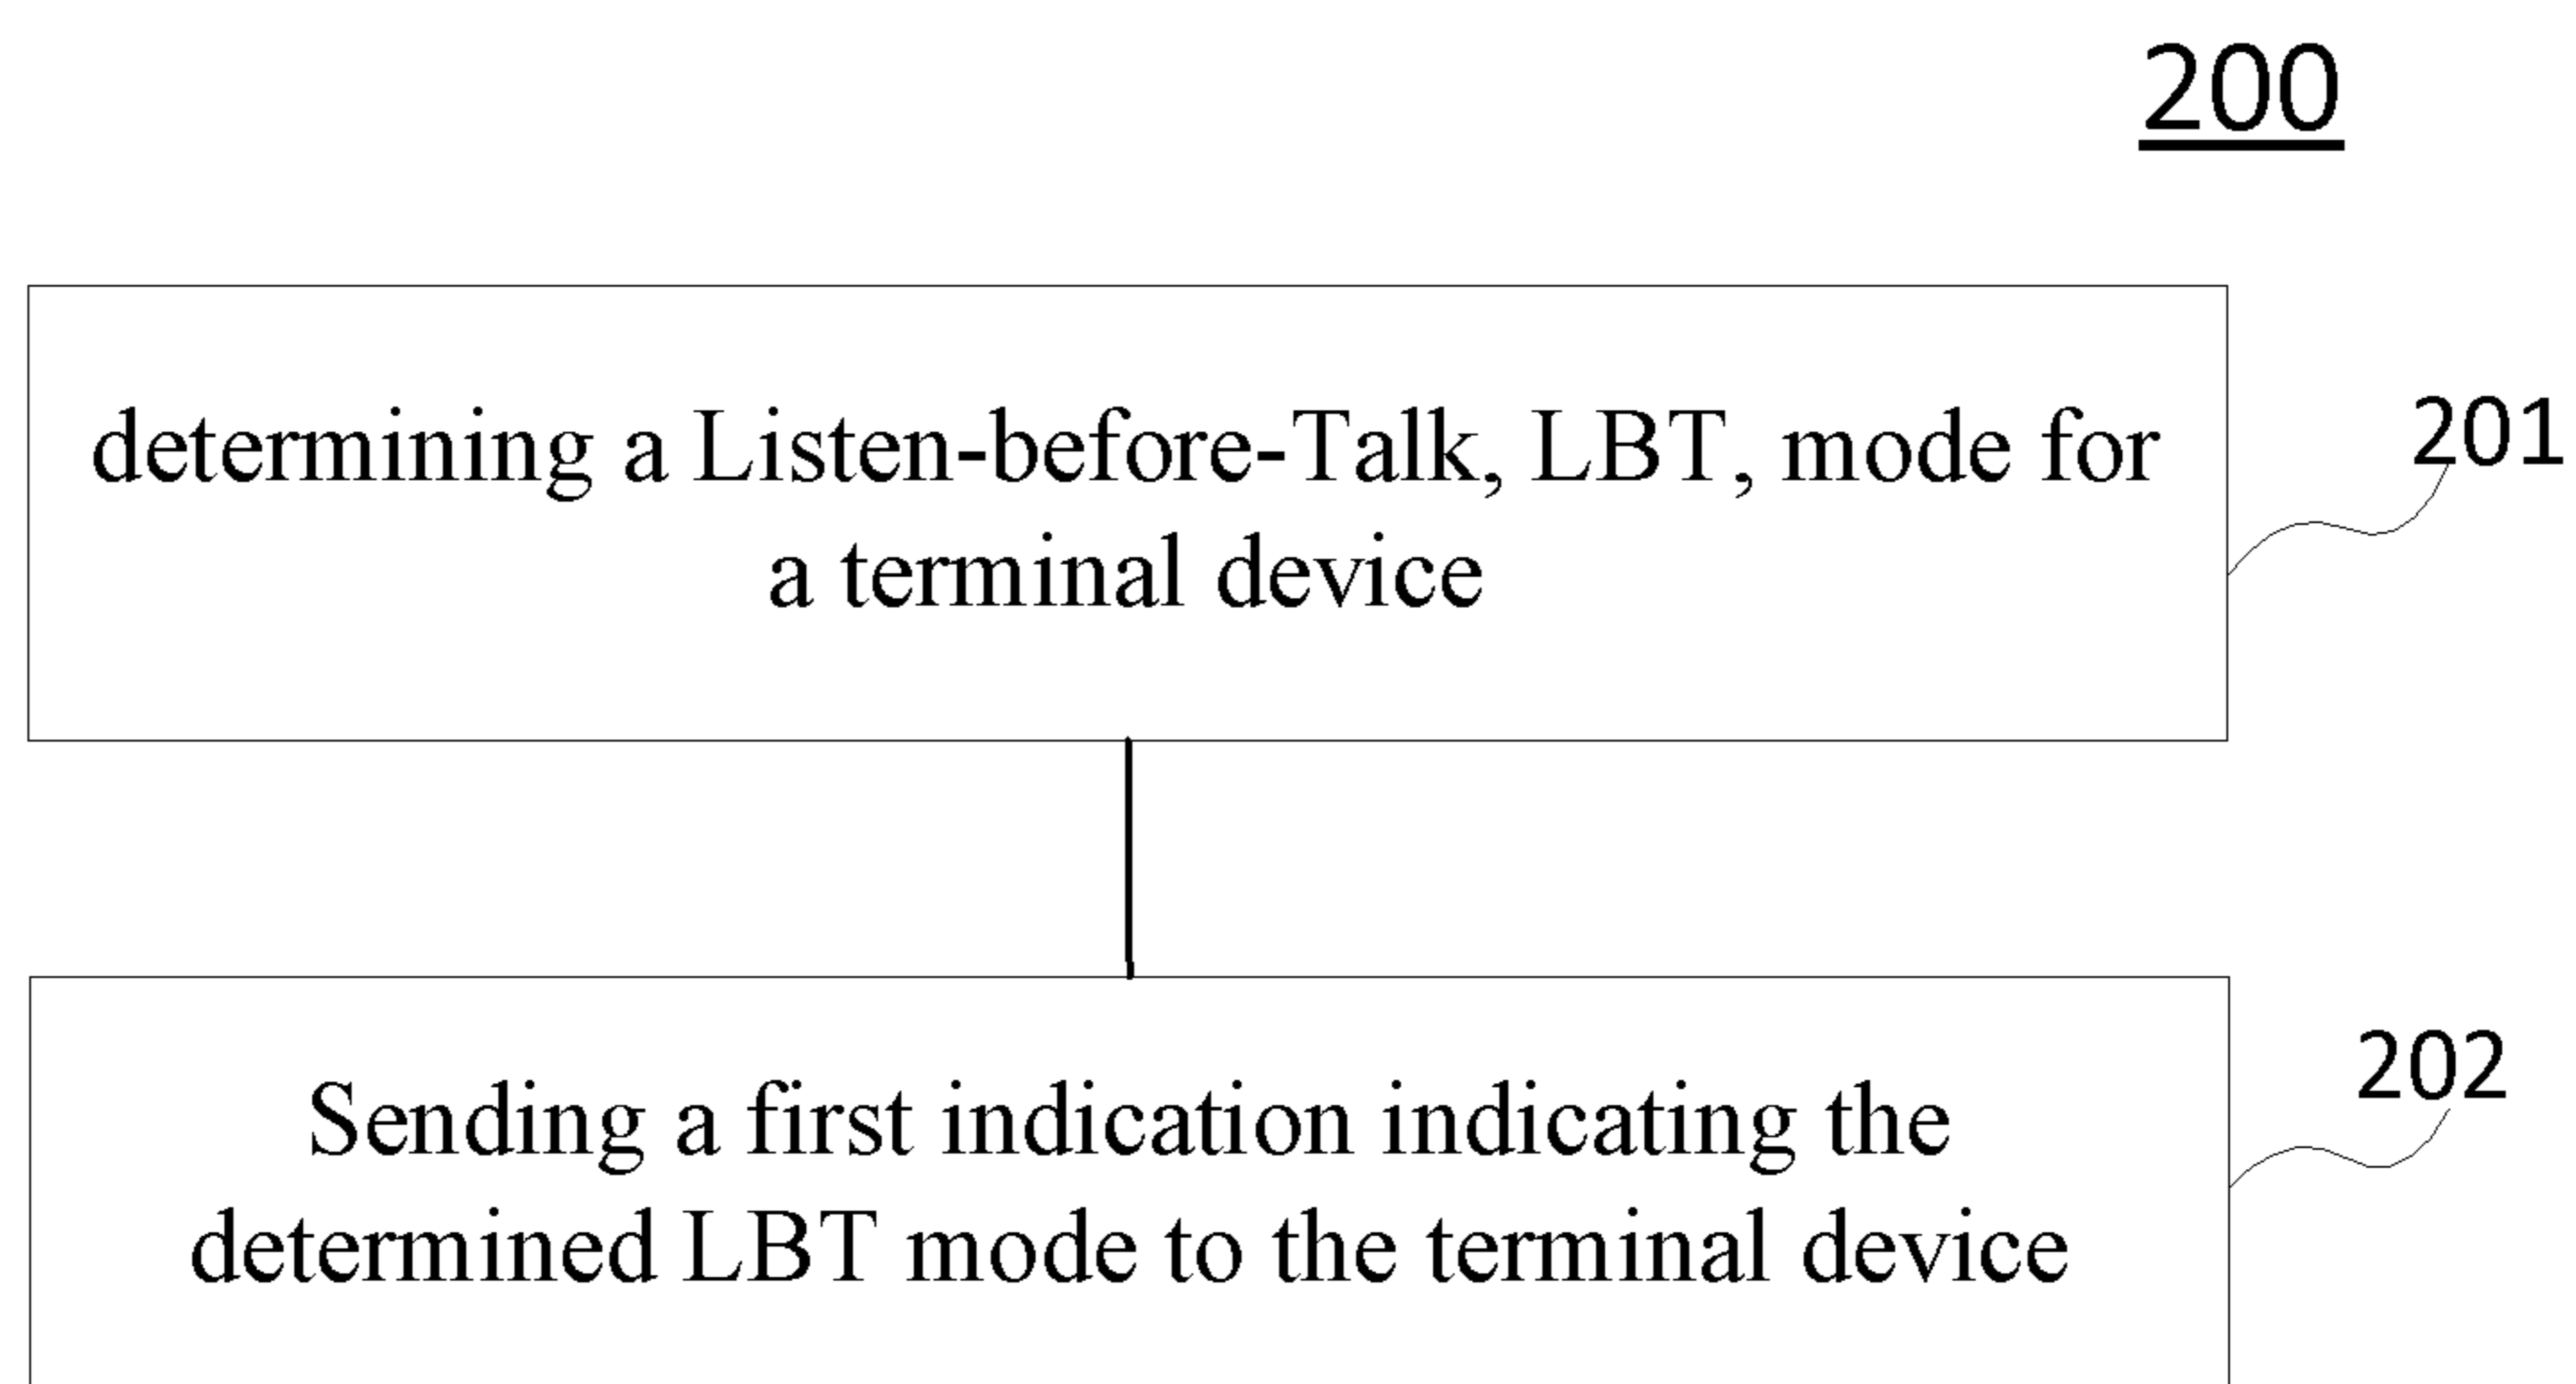 200
determining a Listen-before-Talk, LBT, mode for
a terminal device
201
Sending a first indication indicating the
determined LBT mode to the terminal device
202